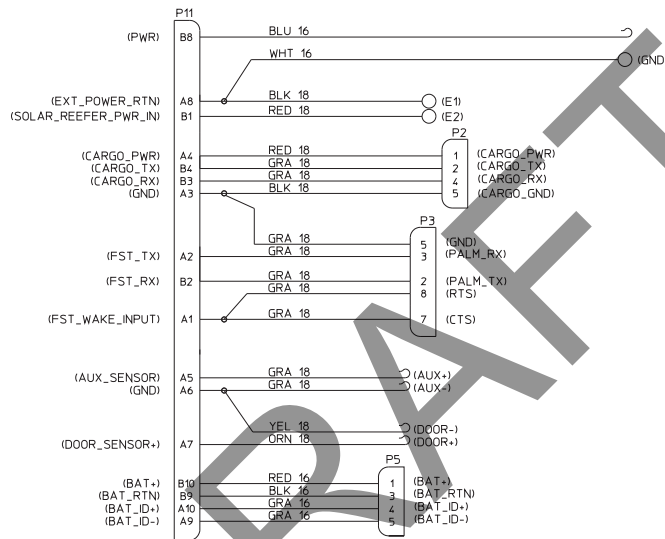 P11
(PWR) B8 BLU 16
WHT 16 (GND
(EXT_POWER_RTN) A8 BLK 18 (E1)
(SOLAR_REEFER_PWR_IN) B1 RED 18 (E2)
P2
(CARGO_PWR) A4 RED 18 1 (CARGO_PWR)
(CARGO_TX) B4 GRA 18 2 (CARGO_TX)
(CARGO_RX) B3 GRA 18 4 (CARGO_RX)
(GND) A3 BLK 18 5 (CARGO_GND)
P3
GRA 18 5 (GND)
(FST_TX) A2 GRA 18 3 (PALM_RX)
(FST_RX) B2 GRA 18 2 (PALM_TX)
GRA 18 8 (RTS)
(FST_WAKE_INPUT) A1 GRA 18 7 (CTS)
(AUX_SENSOR) A5 GRA 18 (AUX+)
(GND) A6 GRA 18 (AUX-)
YEL 18 (DOOR-)
(DOOR_SENSOR+) A7 ORN 18 (DOOR+)
P5
(BAT+) B10 RED 16 1 (BAT+)
(BAT_RTN) B9 BLK 16 3 (BAT_RTN)
(BAT_ID+) A10 GRA 16 4 (BAT_ID+)
(BAT_ID-) A9 GRA 16 5 (BAT_ID-)
RAFT